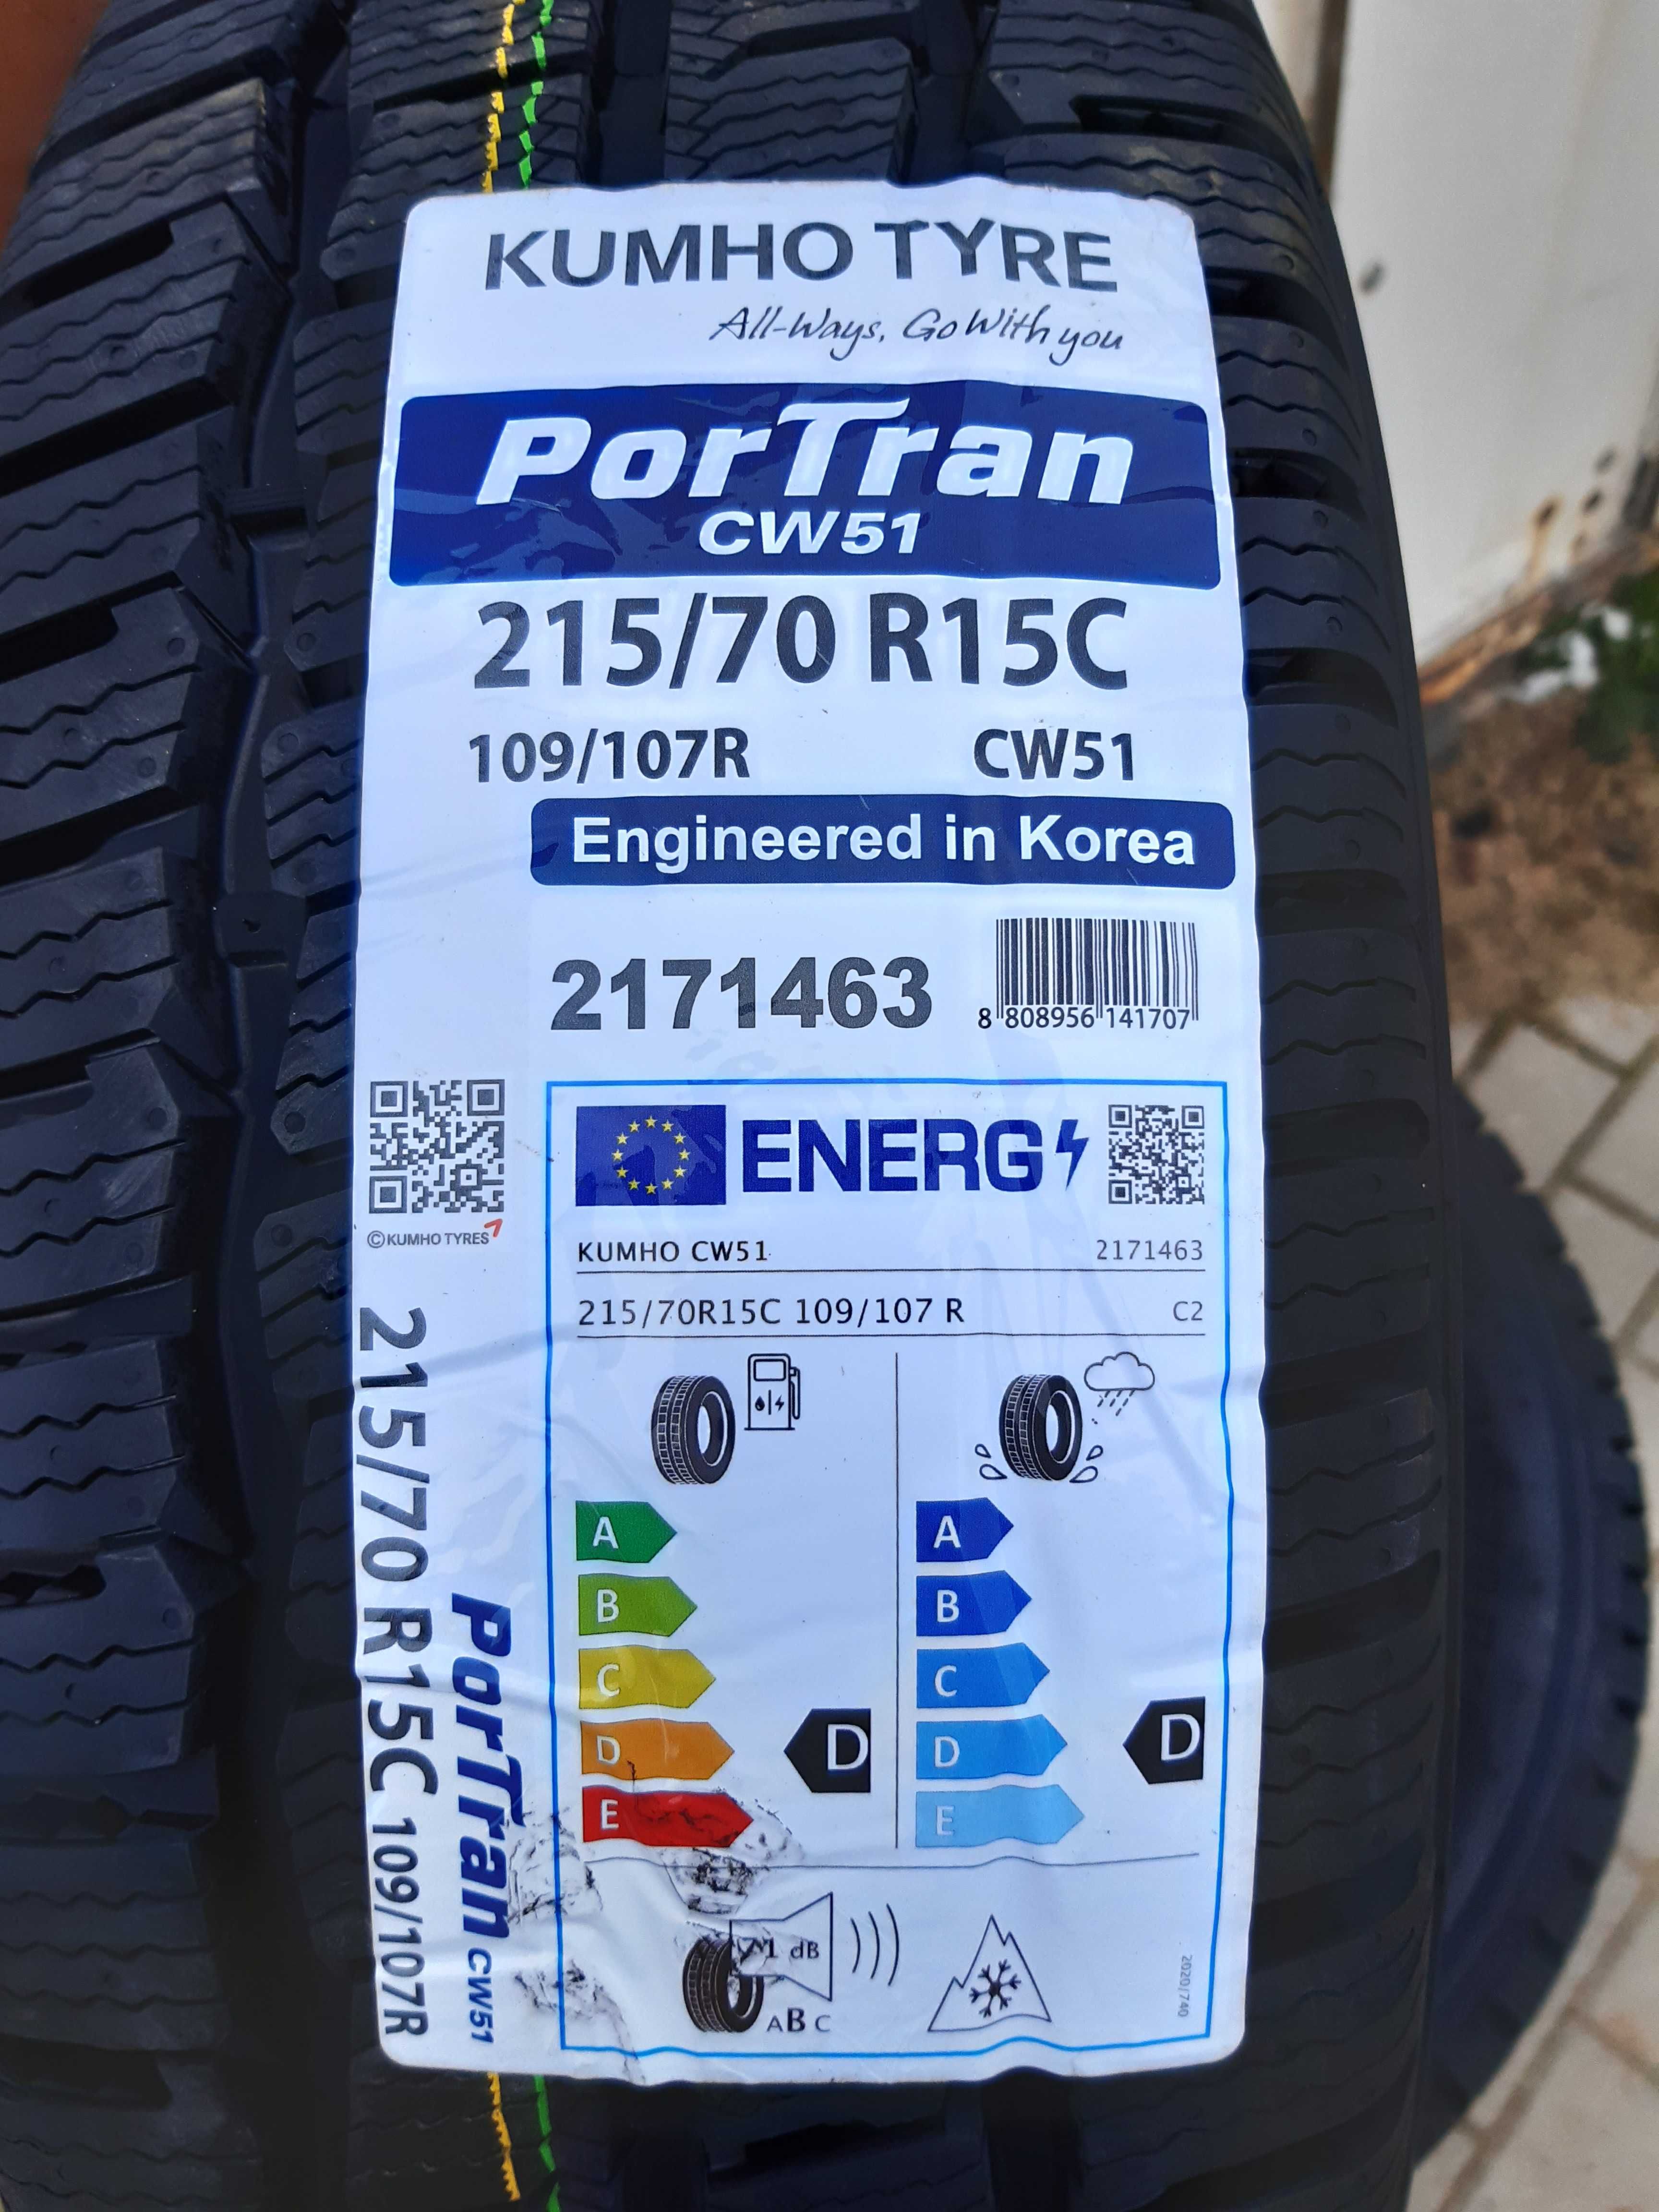 KUMHO TYRE
All-Ways, Go With you
PorTran
CW51
215/70 R15C
109/107R CW51
Engineered in Korea
2171463
8 808956 141707
ENERG
©KUMHO TYRES
KUMHO CW51 2171463
215/70R15C 109/107 R C2
A A
B B
C C
D D D D
E E
71 dB
ABC
2020/740
215/70 R15C 109/107R
PorTran CW51